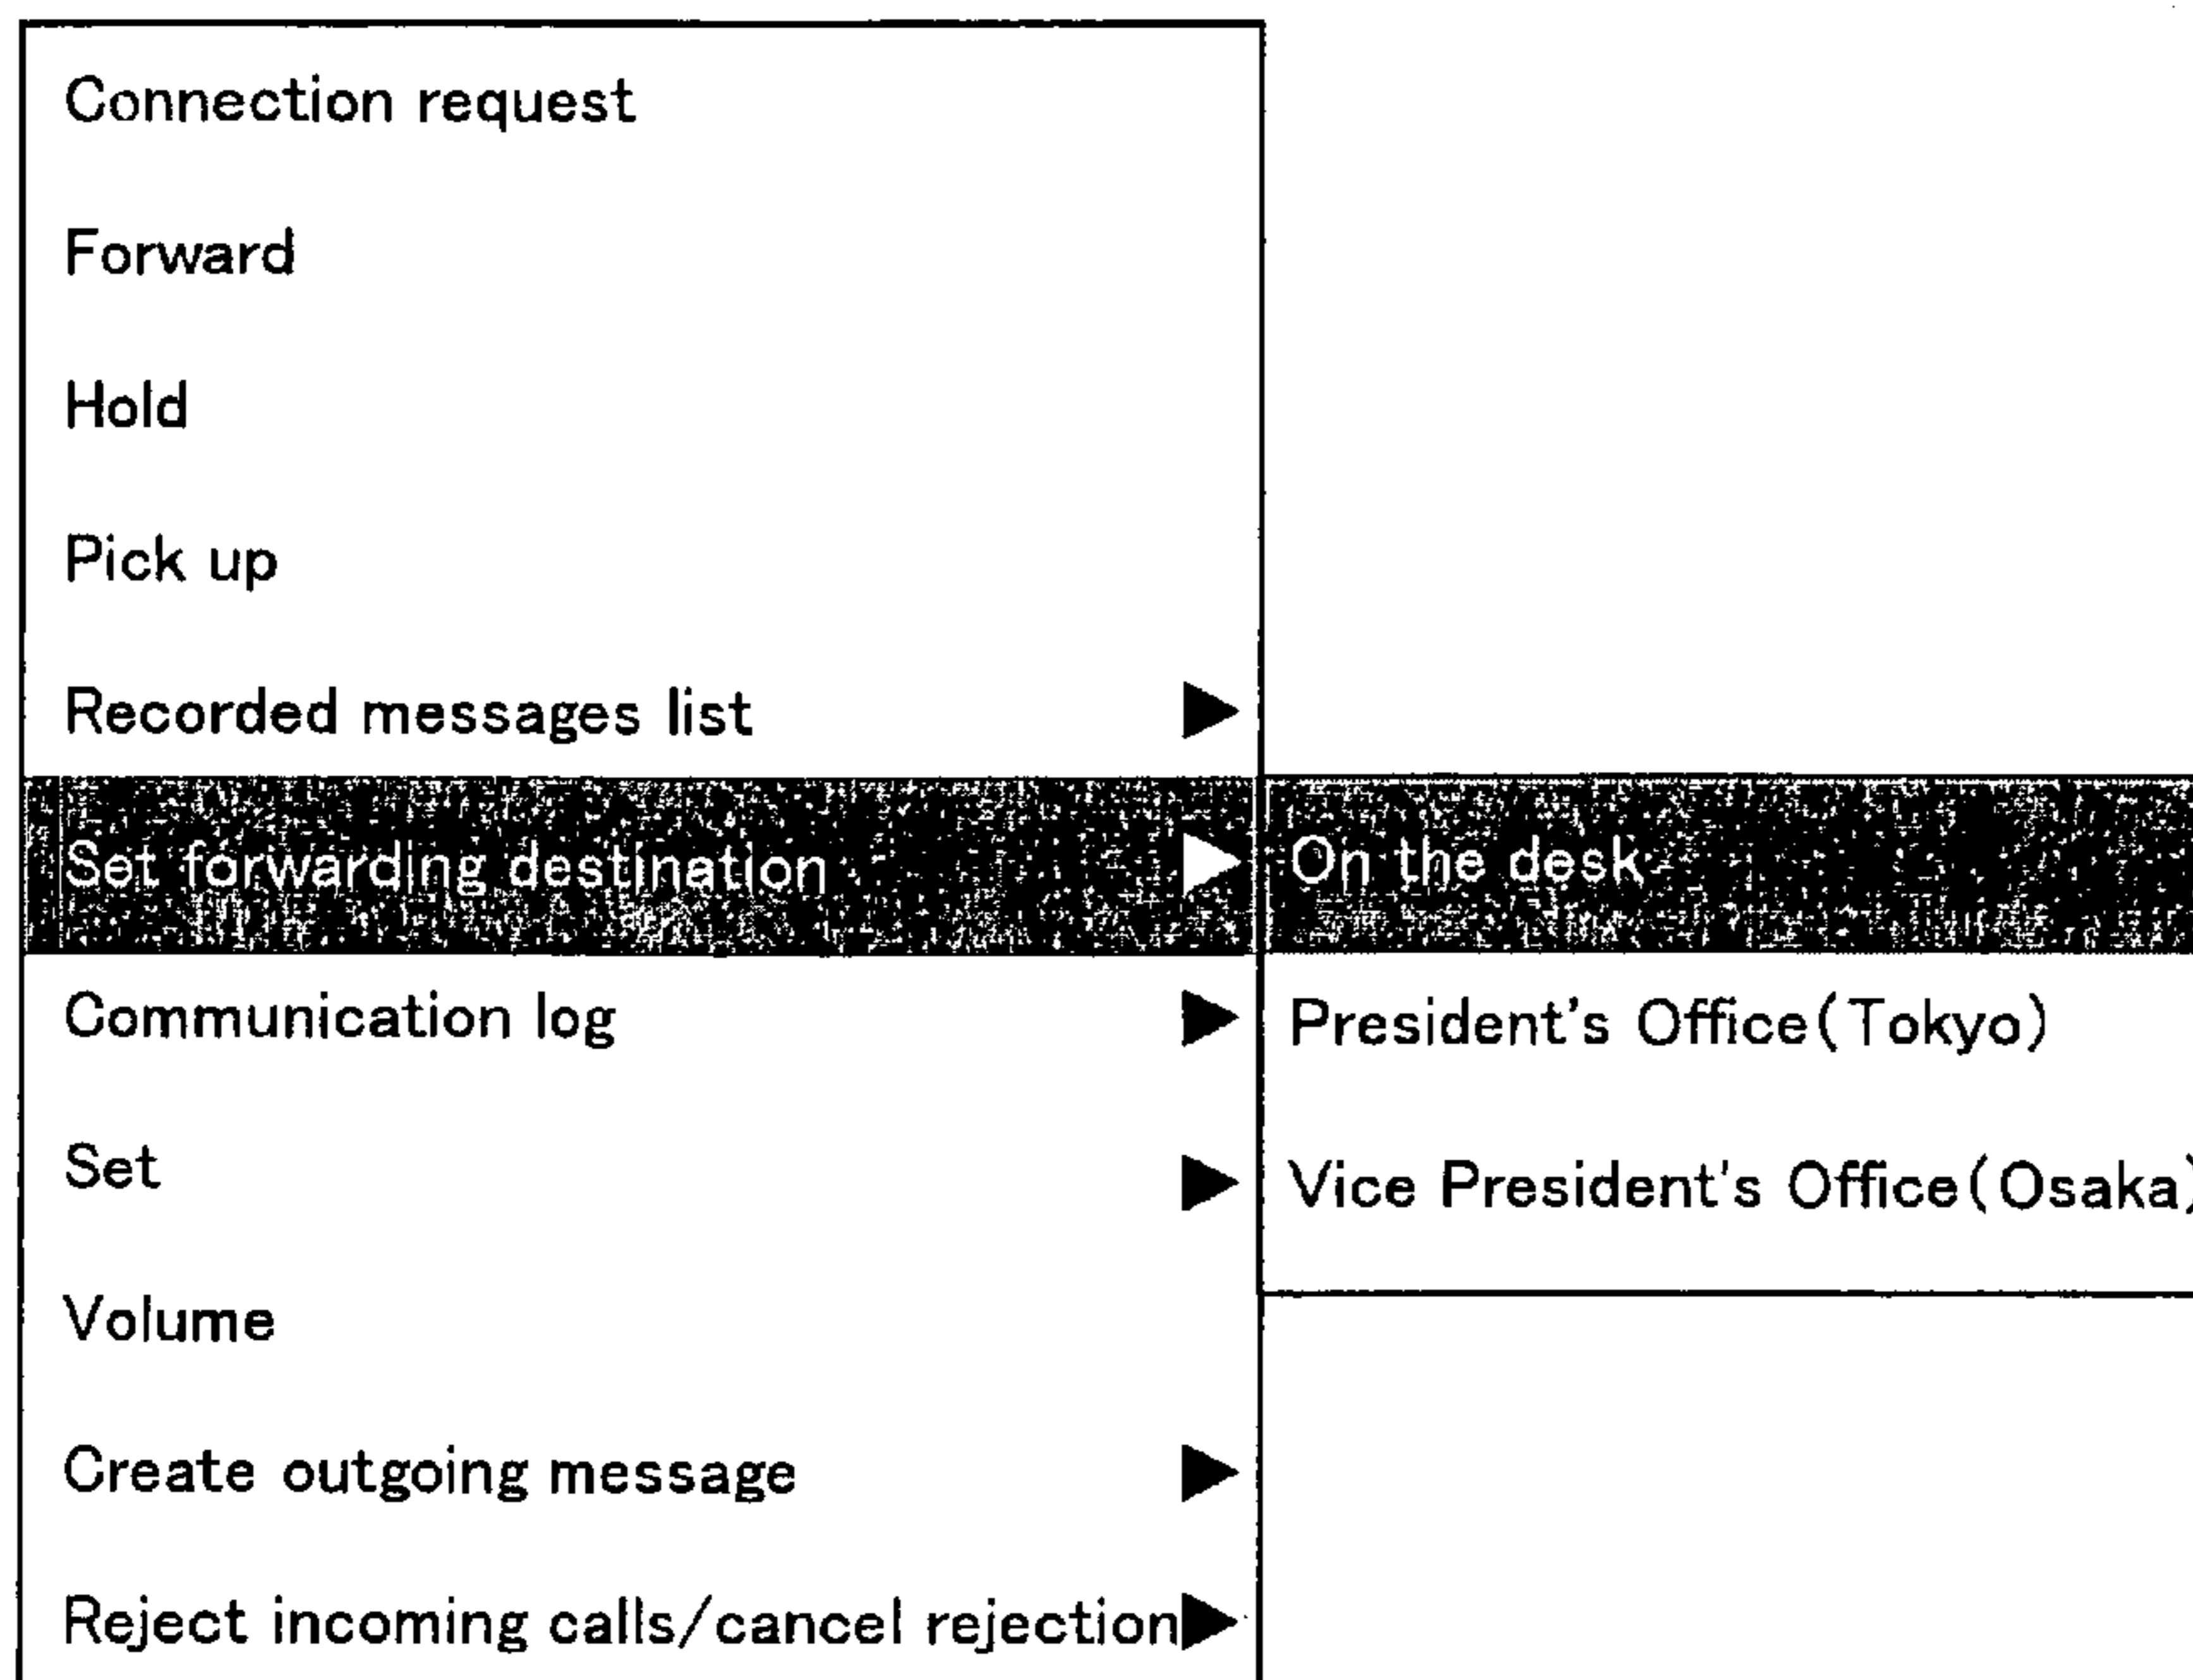 Connection request
Forward
Hold
Pick up
Recorded messages list
Set forwarding destination
On the desk
Communication log
President's Office(Tokyo)
Set
Vice President's Office(Osaka)
Volume
Create outgoing message
Reject incoming calls/cancel rejection